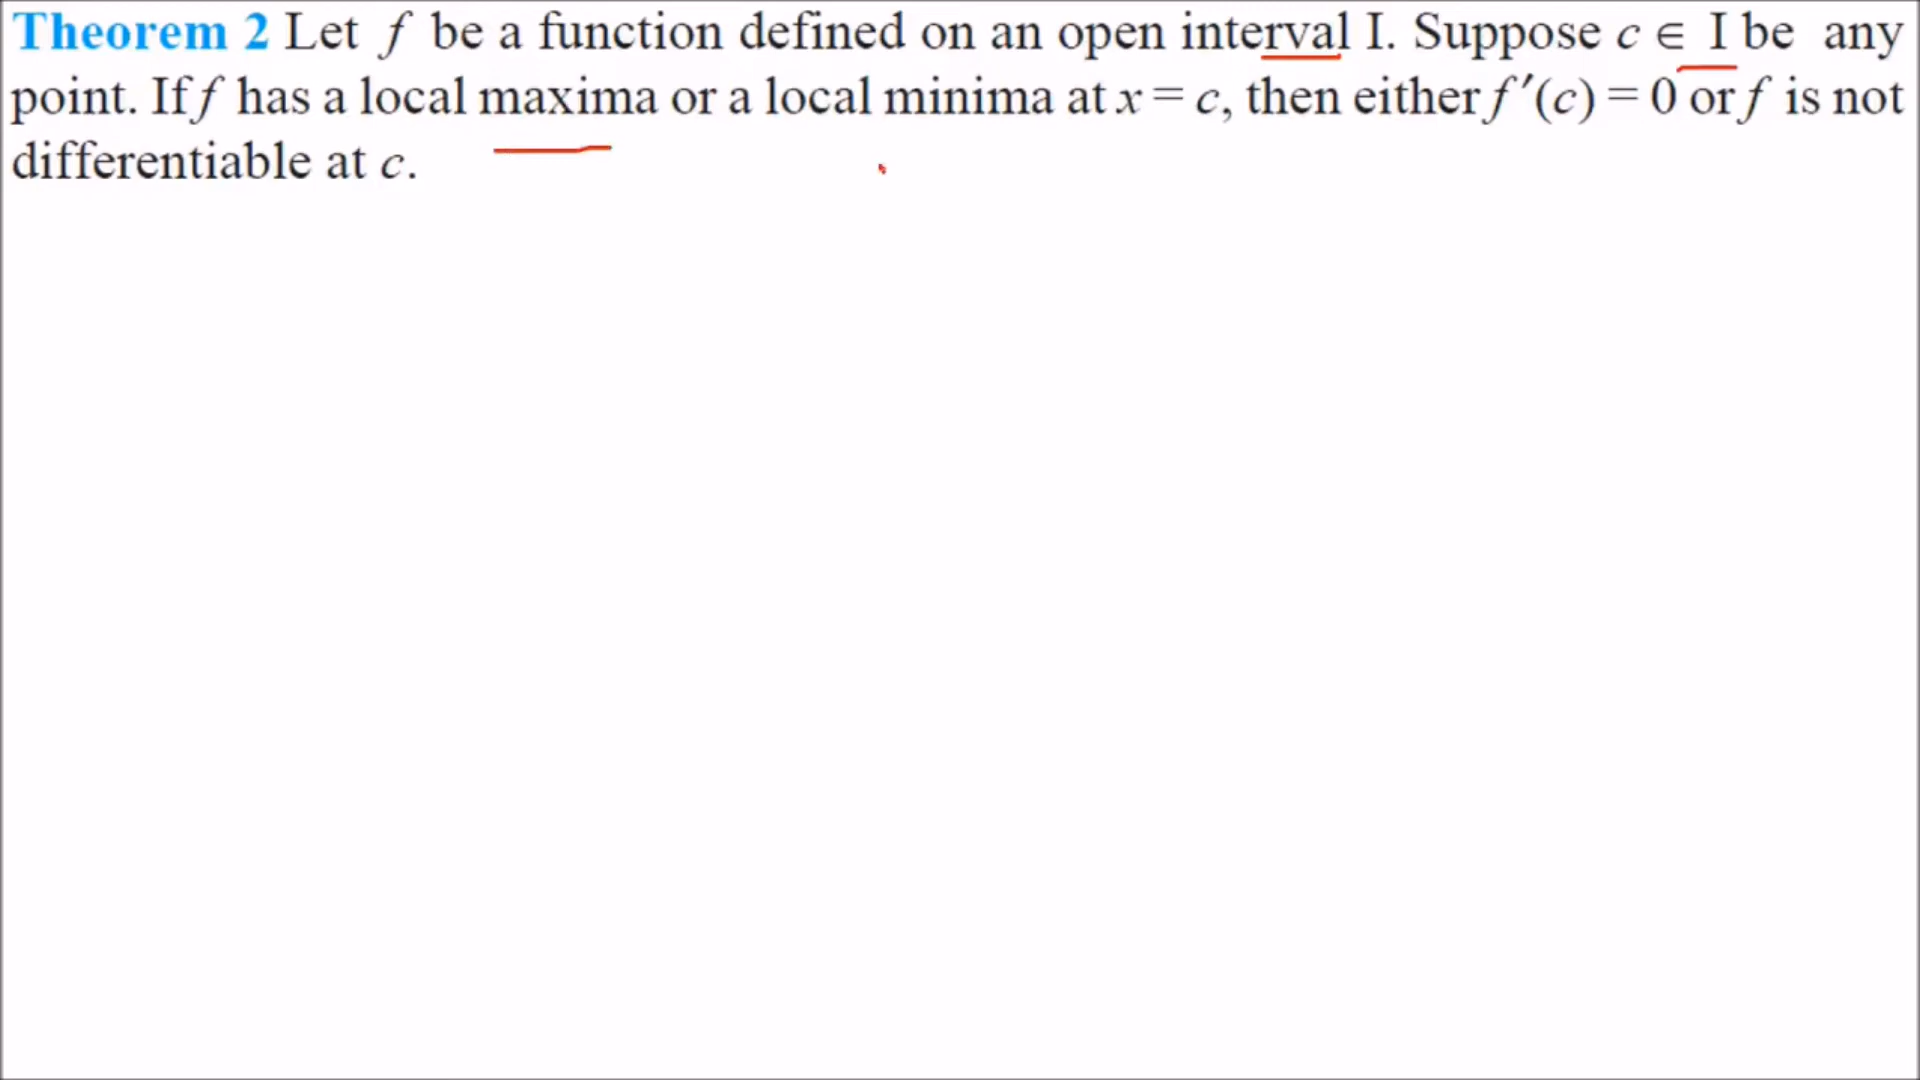 Theorem 2 Let f be a function defined on an open interval I. Suppose c ∈ I be any
point. If f has a local maxima or a local minima at x = c, then either f′(c) = 0 or f is not
differentiable at c.